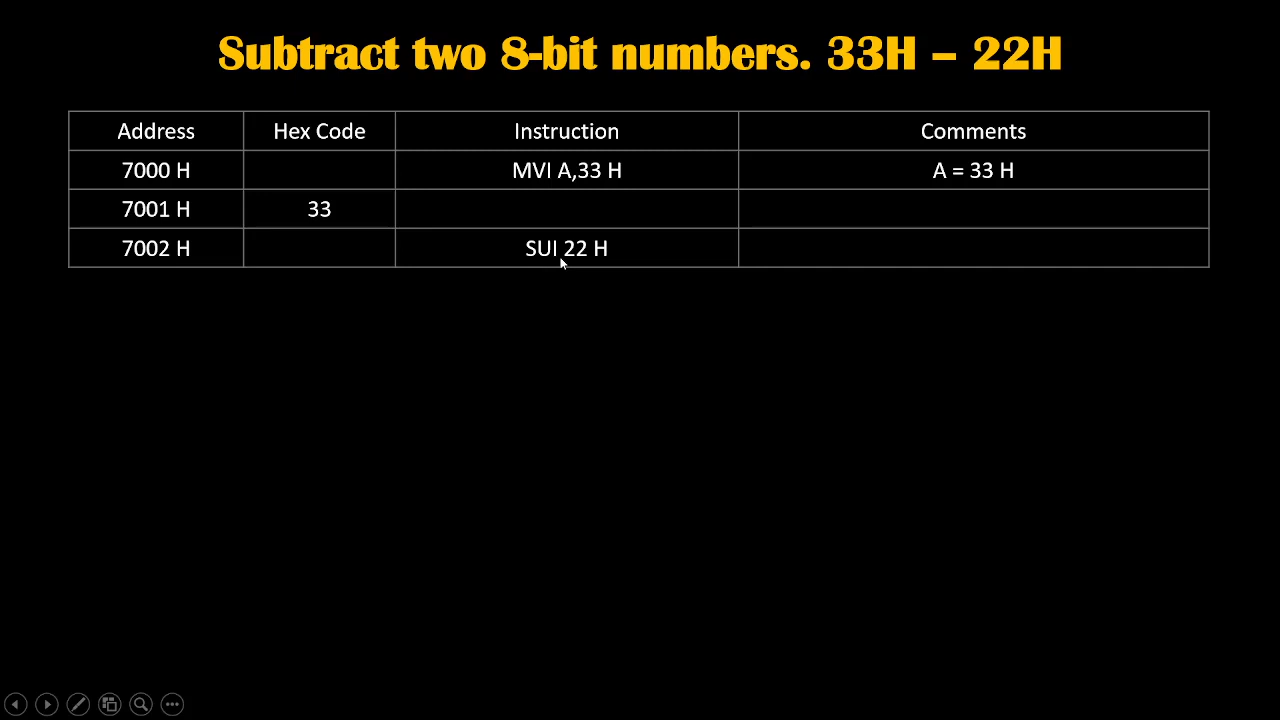 Subtract two 8-bit numbers. 33H – 22H
Address Hex Code Instruction Comments
7000 H MVI A,33 H A = 33 H
7001 H 33
7002 H SUI 22 H